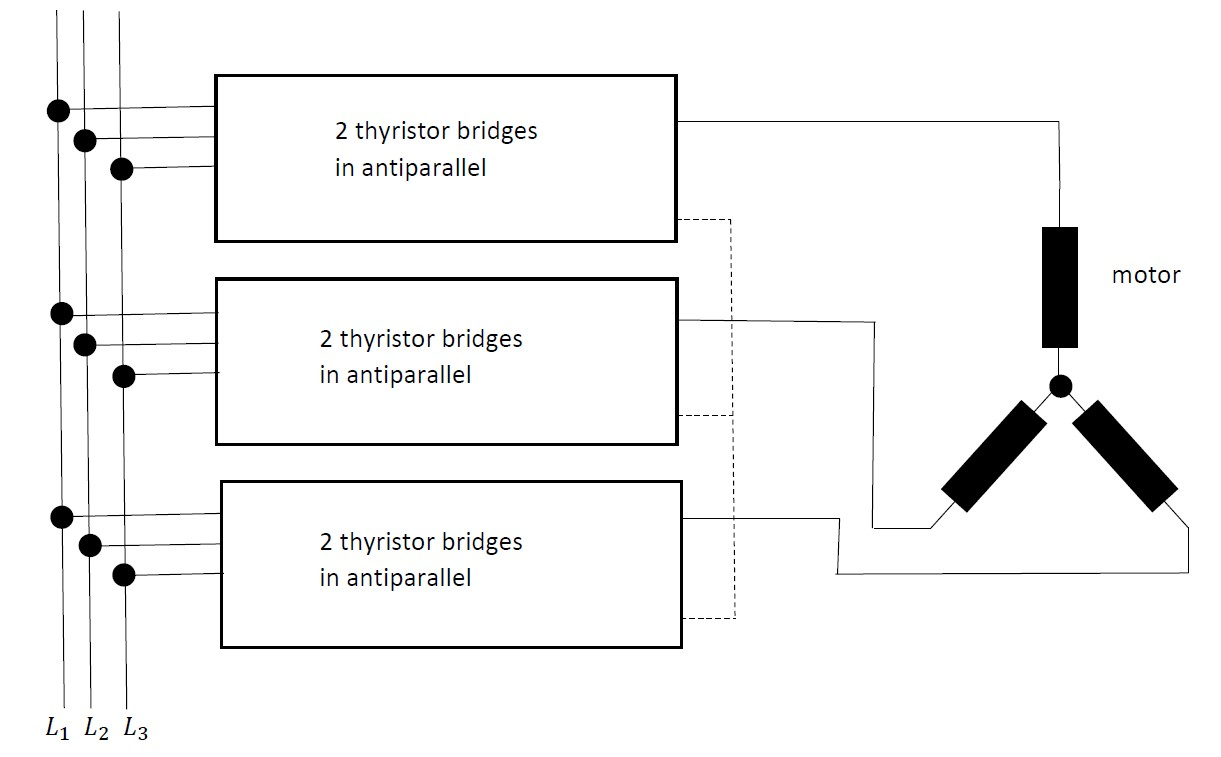 2 thyristor bridges
in antiparallel
motor
2 thyristor bridges
in antiparallel
2 thyristor bridges
in antiparallel
L₁ L₂ L₃